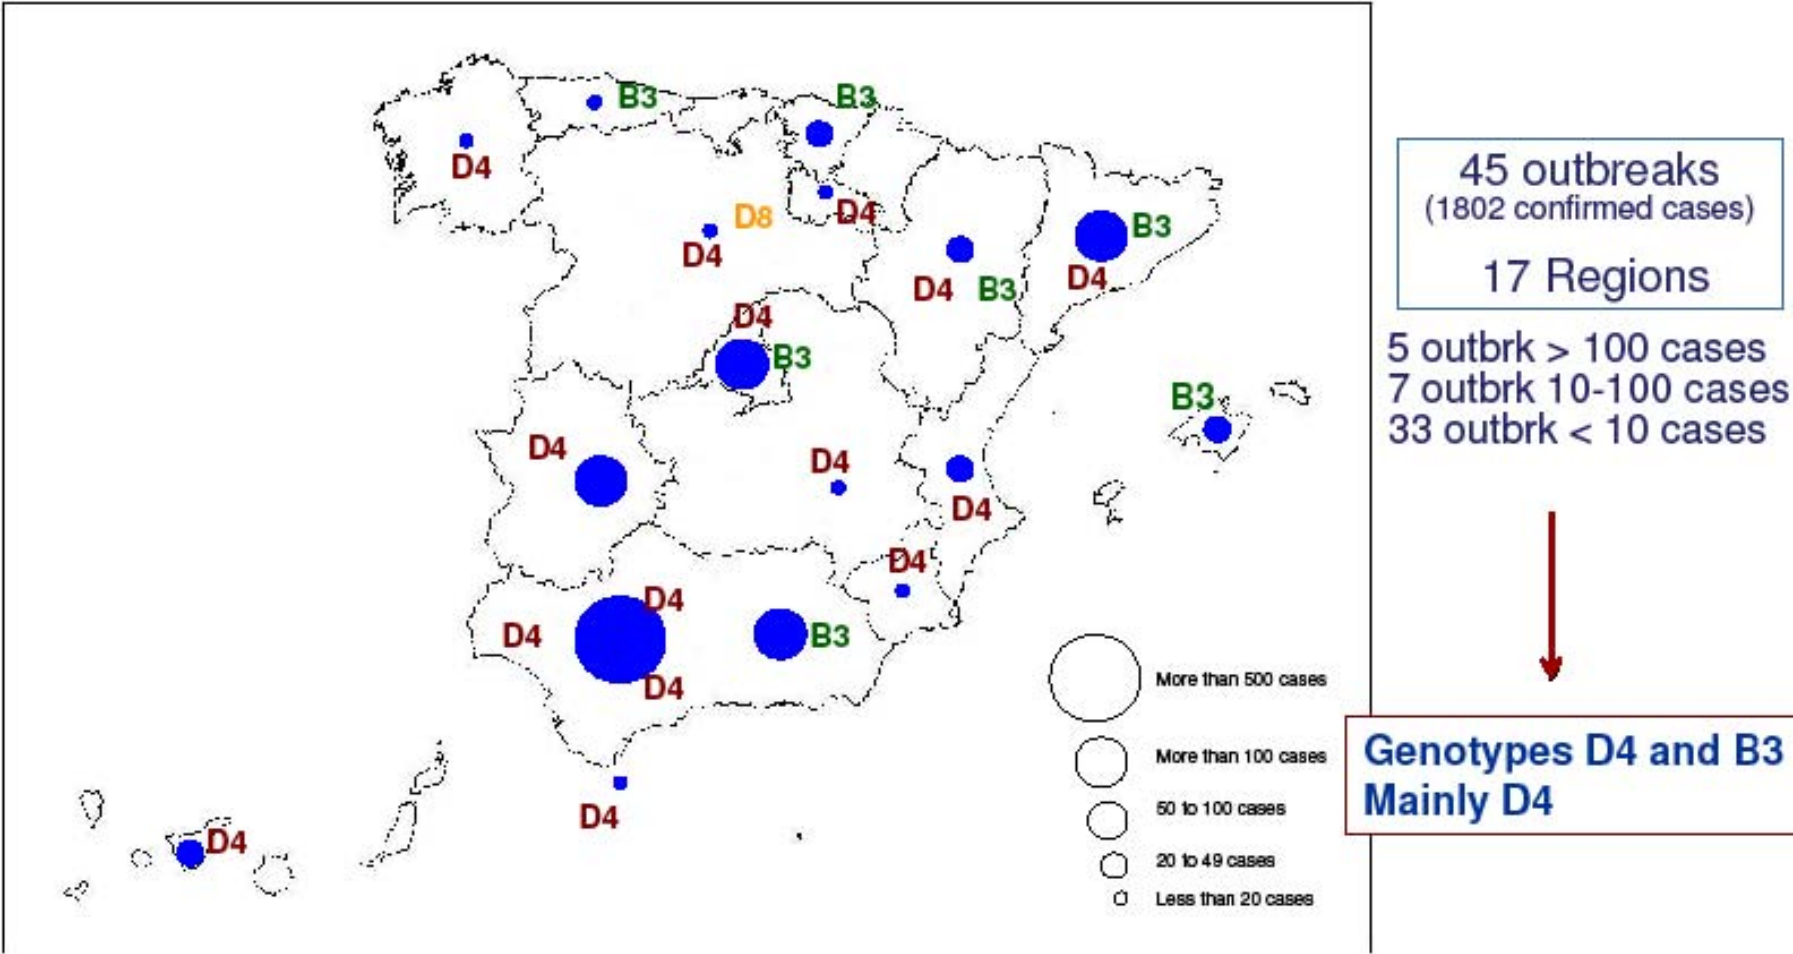 B3
B3
D4
D4
D8
D4
B3
D4
D4
B3
D4
B3
B3
D4
D4
D4
D4
D4
D4
B3
D4
D4
D4
More than 500 cases
More than 100 cases
50 to 100 cases
20 to 49 cases
Less than 20 cases
45 outbreaks
(1802 confirmed cases)
17 Regions
5 outbrk > 100 cases
7 outbrk 10-100 cases
33 outbrk < 10 cases
Genotypes D4 and B3
Mainly D4